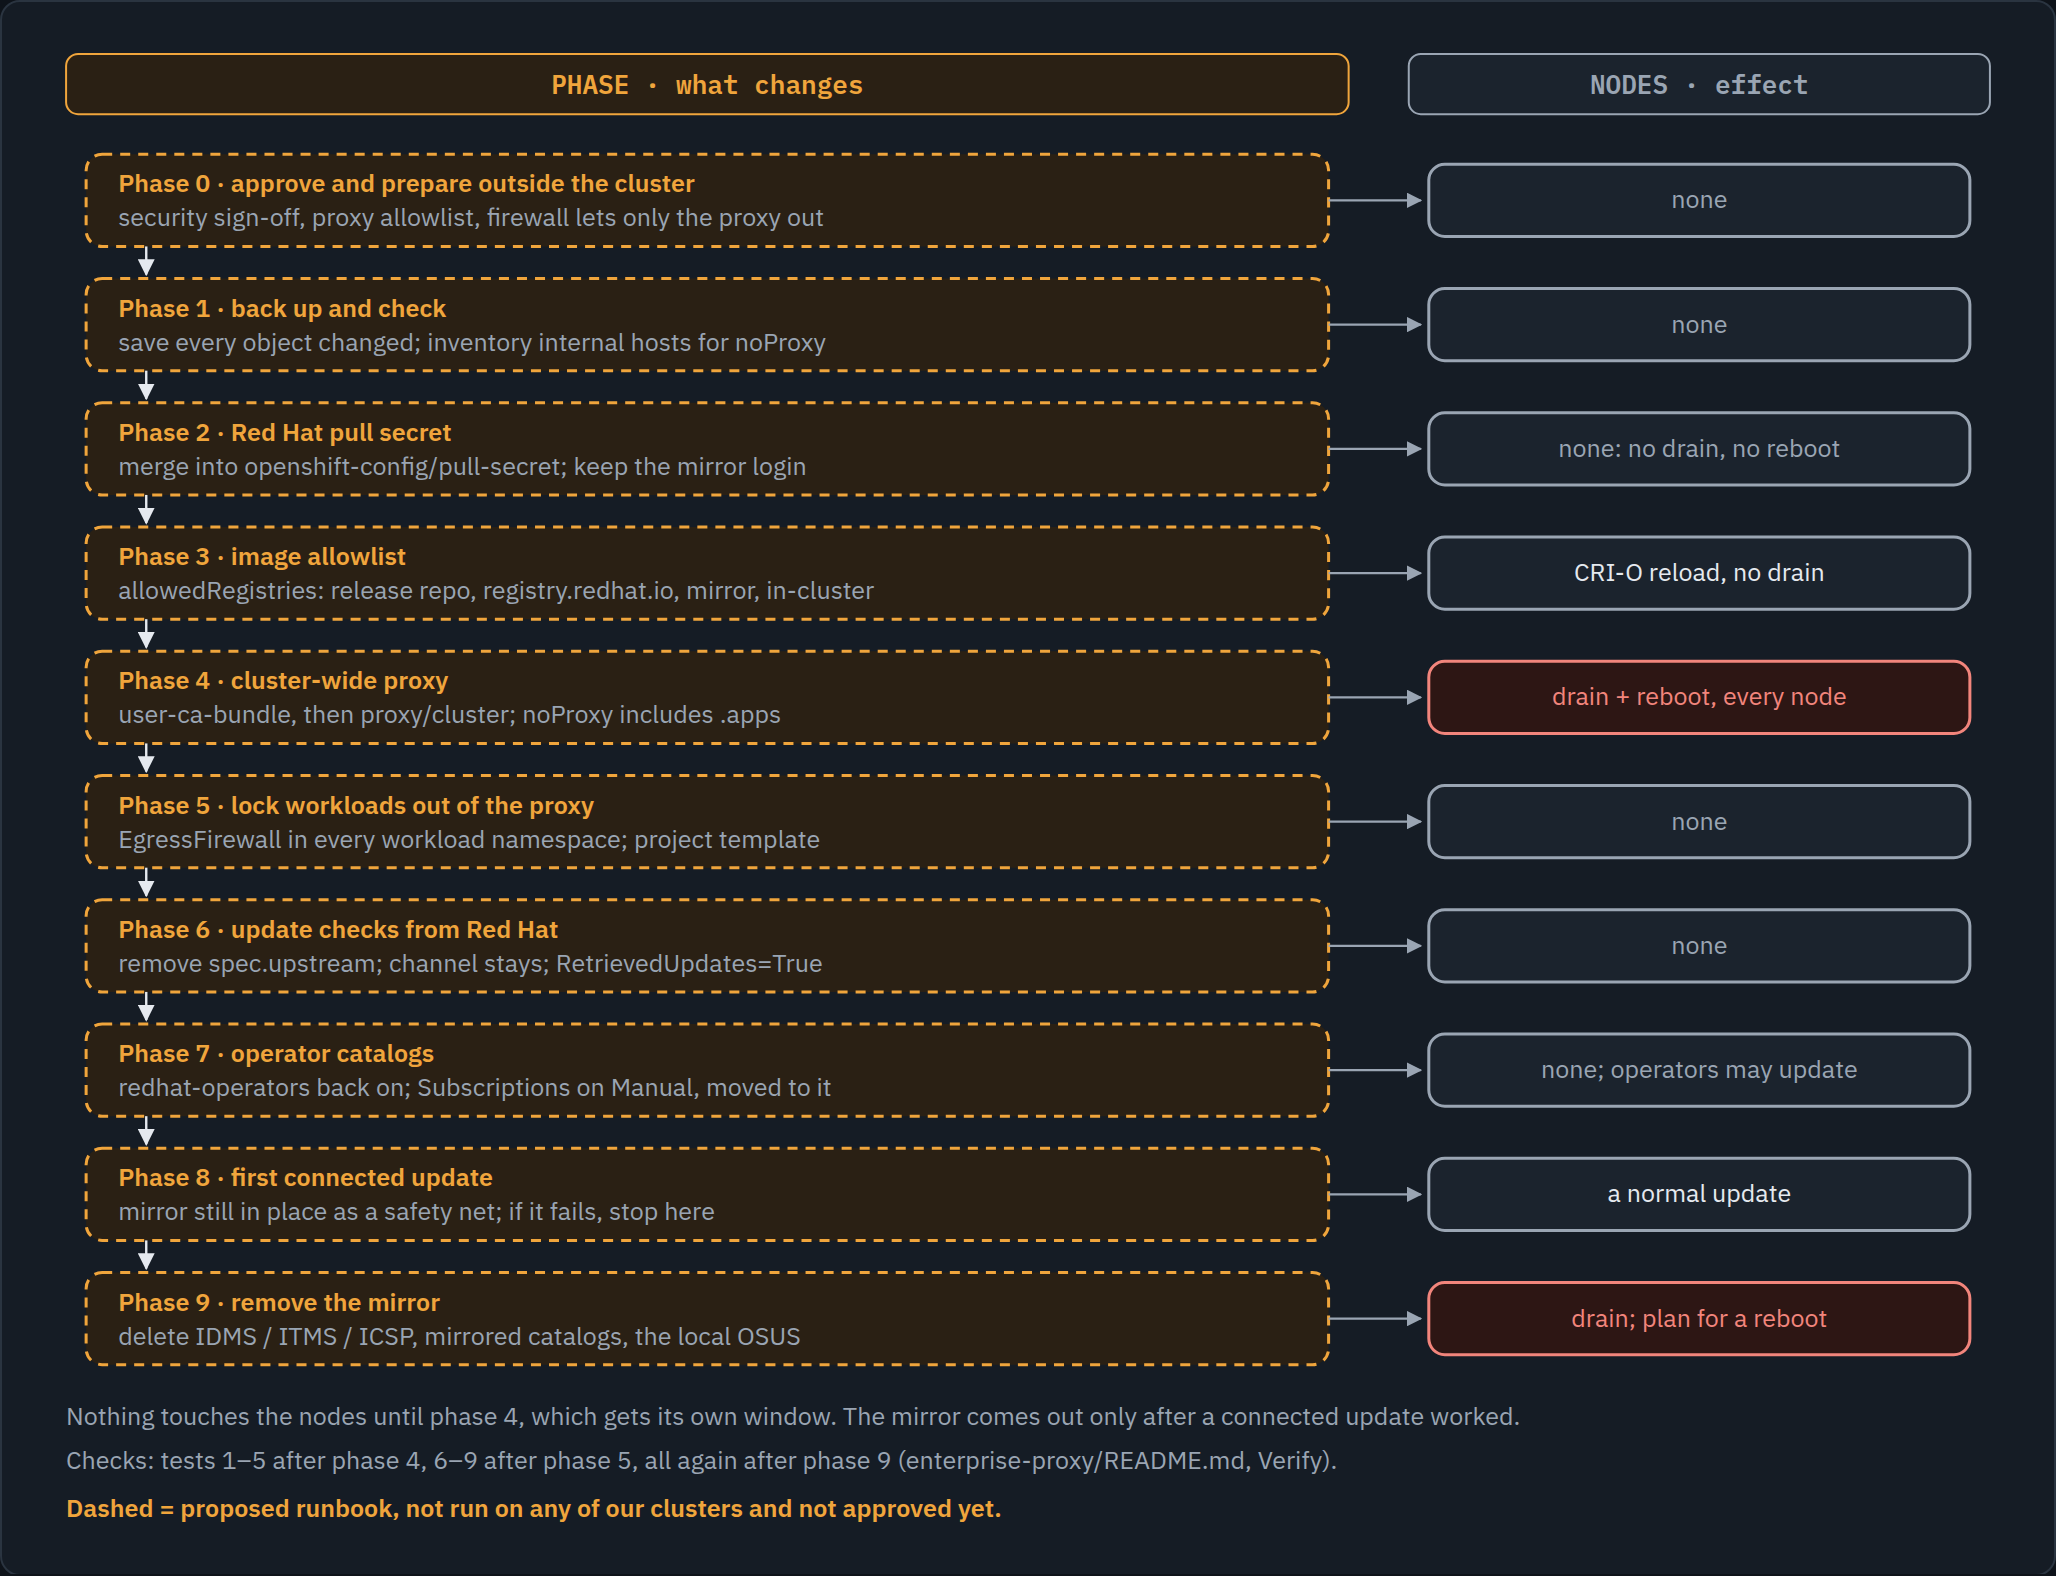 PHASE · what changes
NODES · effect
Phase 0 · approve and prepare outside the cluster
security sign-off, proxy allowlist, firewall lets only the proxy out
none
Phase 1 · back up and check
save every object changed; inventory internal hosts for noProxy
none
Phase 2 · Red Hat pull secret
merge into openshift-config/pull-secret; keep the mirror login
none: no drain, no reboot
Phase 3 · image allowlist
allowedRegistries: release repo, registry.redhat.io, mirror, in-cluster
CRI-O reload, no drain
Phase 4 · cluster-wide proxy
user-ca-bundle, then proxy/cluster; noProxy includes .apps
drain + reboot, every node
Phase 5 · lock workloads out of the proxy
EgressFirewall in every workload namespace; project template
none
Phase 6 · update checks from Red Hat
remove spec.upstream; channel stays; RetrievedUpdates=True
none
Phase 7 · operator catalogs
redhat-operators back on; Subscriptions on Manual, moved to it
none; operators may update
Phase 8 · first connected update
mirror still in place as a safety net; if it fails, stop here
a normal update
Phase 9 · remove the mirror
delete IDMS / ITMS / ICSP, mirrored catalogs, the local OSUS
drain; plan for a reboot
Nothing touches the nodes until phase 4, which gets its own window. The mirror comes out only after a connected update worked.
Checks: tests 1–5 after phase 4, 6–9 after phase 5, all again after phase 9 (enterprise-proxy/README.md, Verify).
Dashed = proposed runbook, not run on any of our clusters and not approved yet.